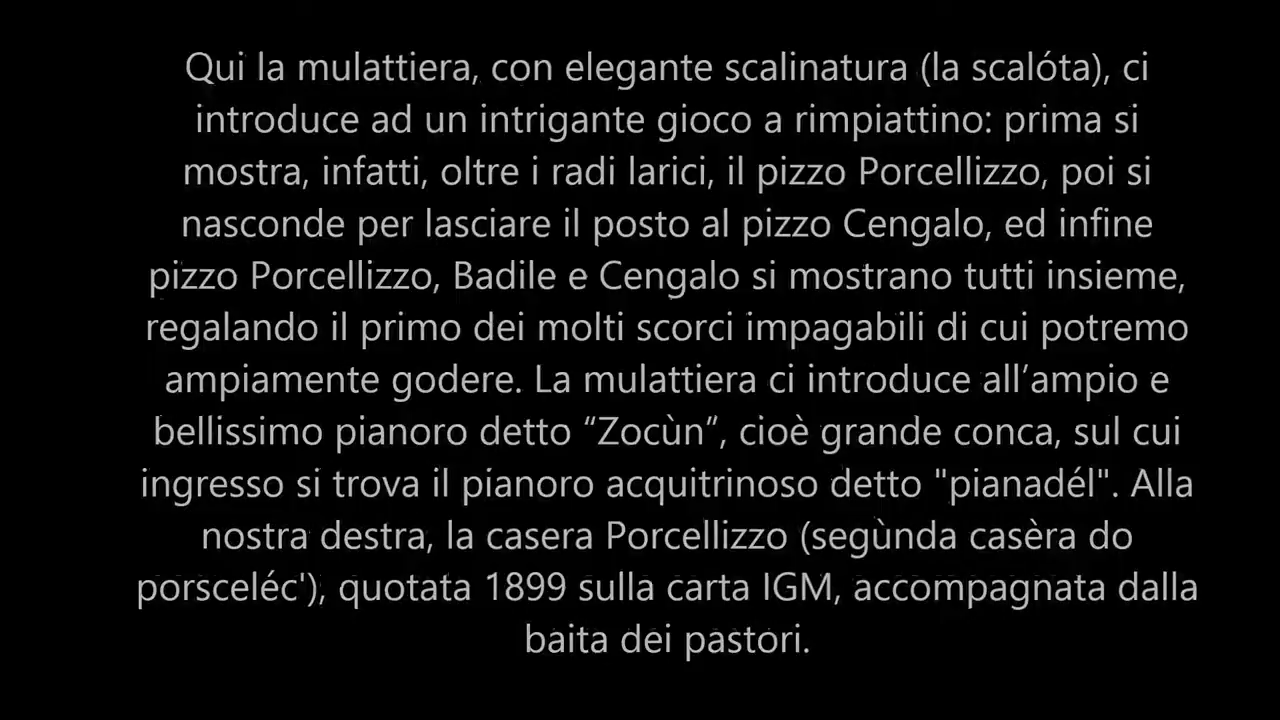 Qui la mulattiera, con elegante scalinatura (la scalóta), ci
introduce ad un intrigante gioco a rimpiattino: prima si
mostra, infatti, oltre i radi larici, il pizzo Porcellizzo, poi si
nasconde per lasciare il posto al pizzo Cengalo, ed infine
pizzo Porcellizzo, Badile e Cengalo si mostrano tutti insieme,
regalando il primo dei molti scorci impagabili di cui potremo
ampiamente godere. La mulattiera ci introduce all’ampio e
bellissimo pianoro detto “Zocùn”, cioè grande conca, sul cui
ingresso si trova il pianoro acquitrinoso detto "pianadél". Alla
nostra destra, la casera Porcellizzo (segùnda casèra do
porsceléc'), quotata 1899 sulla carta IGM, accompagnata dalla
baita dei pastori.